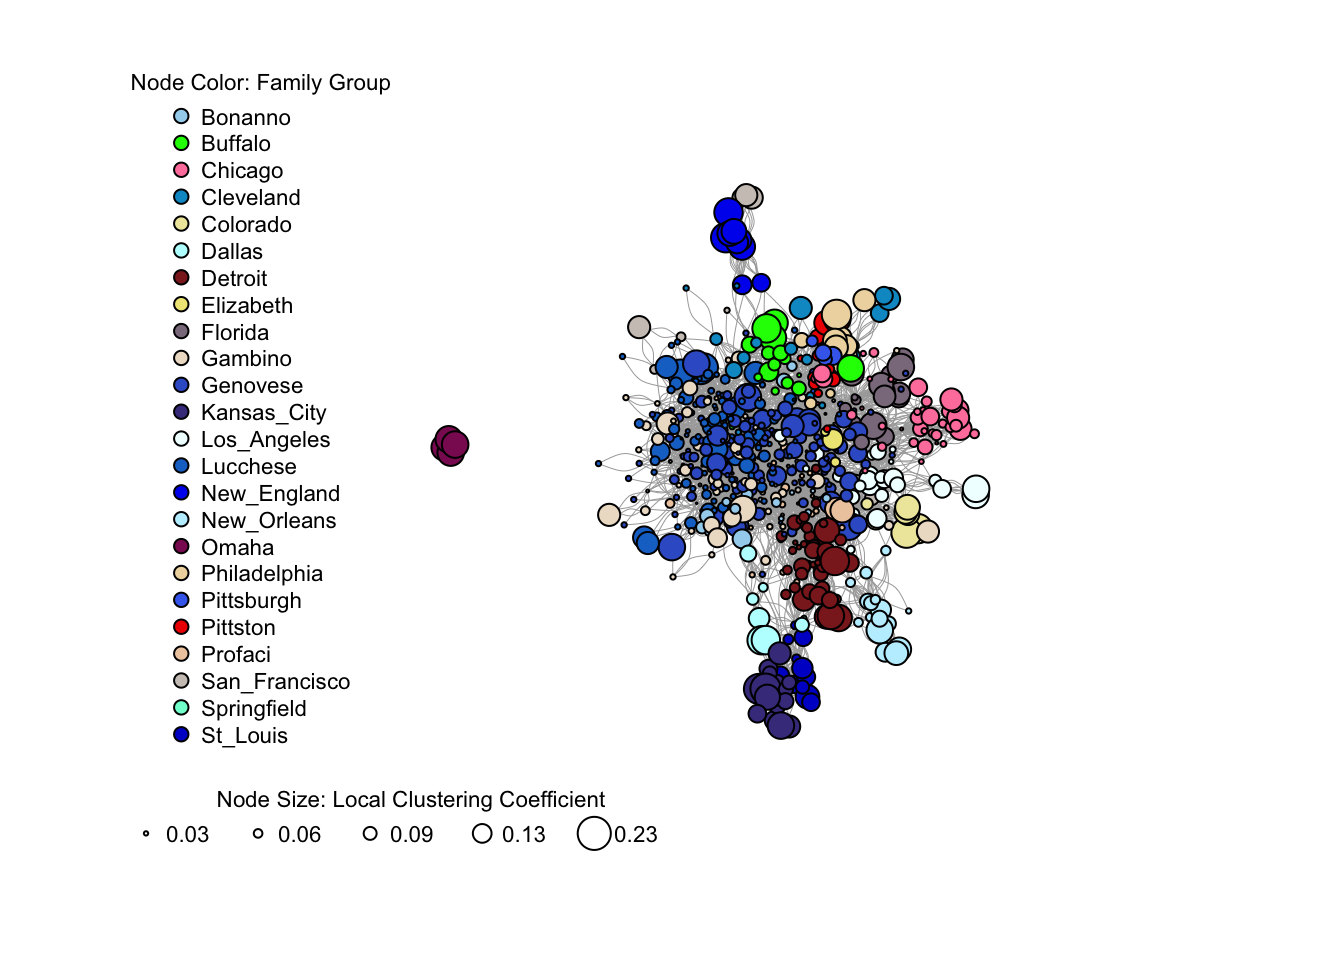 Node Color: Family Group
Bonanno
Buffalo
Chicago
Cleveland
Colorado
Dallas
Detroit
Elizabeth
Florida
Gambino
Genovese
Kansas_City
Los_Angeles
Lucchese
New_England
New_Orleans
Omaha
Philadelphia
Pittsburgh
Pittston
Profaci
San_Francisco
Springfield
St_Louis
Node Size: Local Clustering Coefficient
0.03 0.06 0.09 0.13 0.23